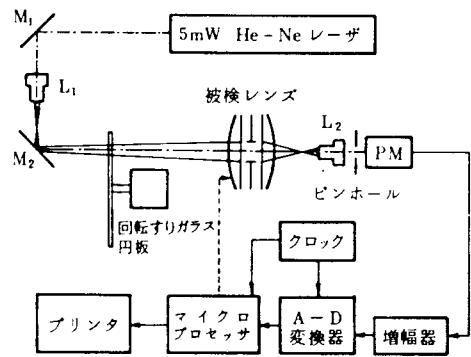 M₁
5mW He-Neレーザ
L₁
被検レンズ
L₂
M₂
PM
ピンホール
回転すりガラス
円板
クロック
プリンタ
マイクロ
プロセッサ
A-D
変換器
増幅器